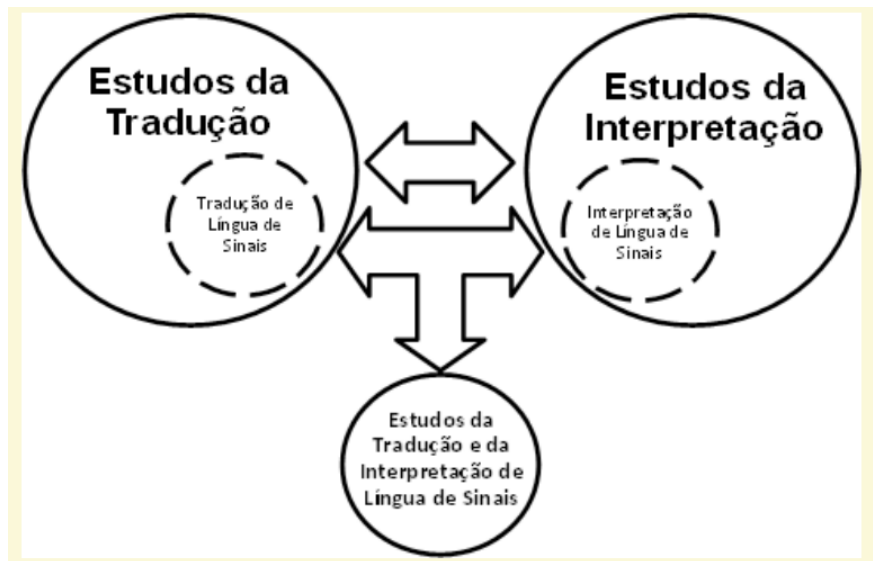 Estudos da
Tradução
Tradução de
Língua de
Sinais
Estudos da
Interpretação
Interpretação
de Língua de
Sinais
Estudos da
Tradução e da
Interpretação de
Língua de Sinais